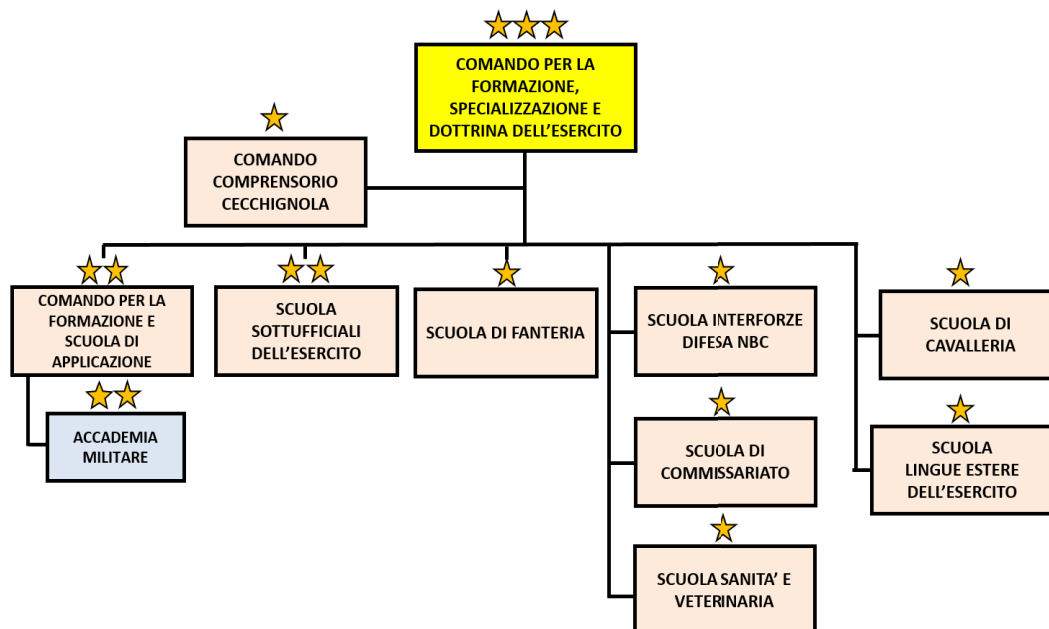 COMANDO PER LA
FORMAZIONE,
SPECIALIZZAZIONE E
DOTTRINA DELL'ESERCITO
COMANDO
COMPRENSORIO
CECCHIGNOLA
COMANDO PER LA
FORMAZIONE E
SCUOLA DI
APPLICAZIONE
SCUOLA
SOTTUFFICIALI
DELL'ESERCITO
SCUOLA DI FANTERIA
SCUOLA INTERFORZE
DIFESA NBC
SCUOLA DI
CAVALLERIA
ACCADEMIA
MILITARE
SCUOLA DI
COMMISSARIATO
SCUOLA
LINGUE ESTERE
DELL'ESERCITO
SCUOLA SANITA' E
VETERINARIA